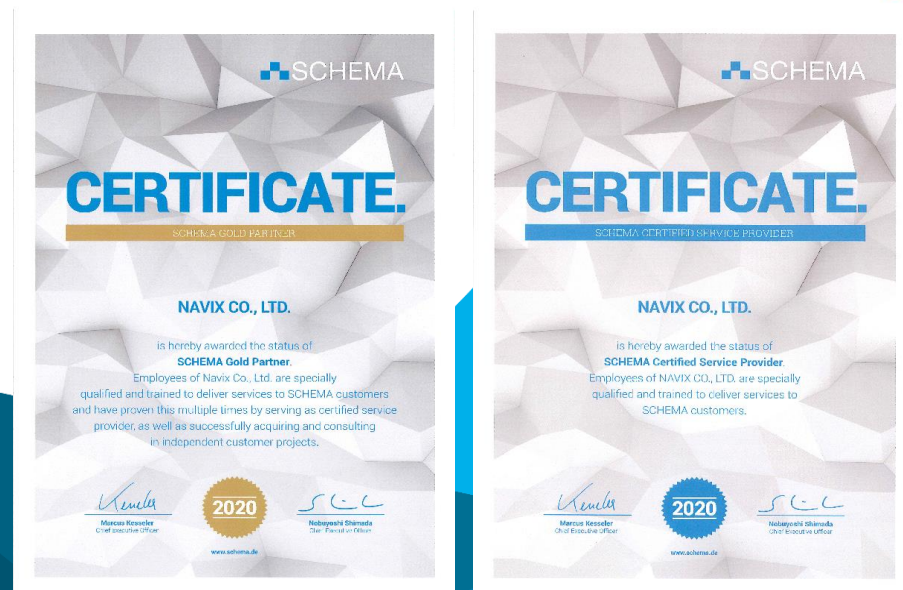 SCHEMA
CERTIFICATE.
SCHEMA GOLD PARTNER
NAVIX CO., LTD.
is hereby awarded the status of
SCHEMA Gold Partner.
Employees of Navix Co., Ltd. are specially
qualified and trained to deliver services to SCHEMA customers
and have proven this multiple times by serving as certified service
provider, as well as successfully acquiring and consulting
in independent customer projects.
Marcus Kesseler
Chief Executive Officer
2020
Nobuyoshi Shimada
Chief Executive Officer
www.schema.de
SCHEMA
CERTIFICATE.
SCHEMA CERTIFIED SERVICE PROVIDER
NAVIX CO., LTD.
is hereby awarded the status of
SCHEMA Certified Service Provider.
Employees of NAVIX CO., LTD. are specially
qualified and trained to deliver services to
SCHEMA customers.
Marcus Kesseler
Chief Executive Officer
2020
Nobuyoshi Shimada
Chief Executive Officer
www.schema.de